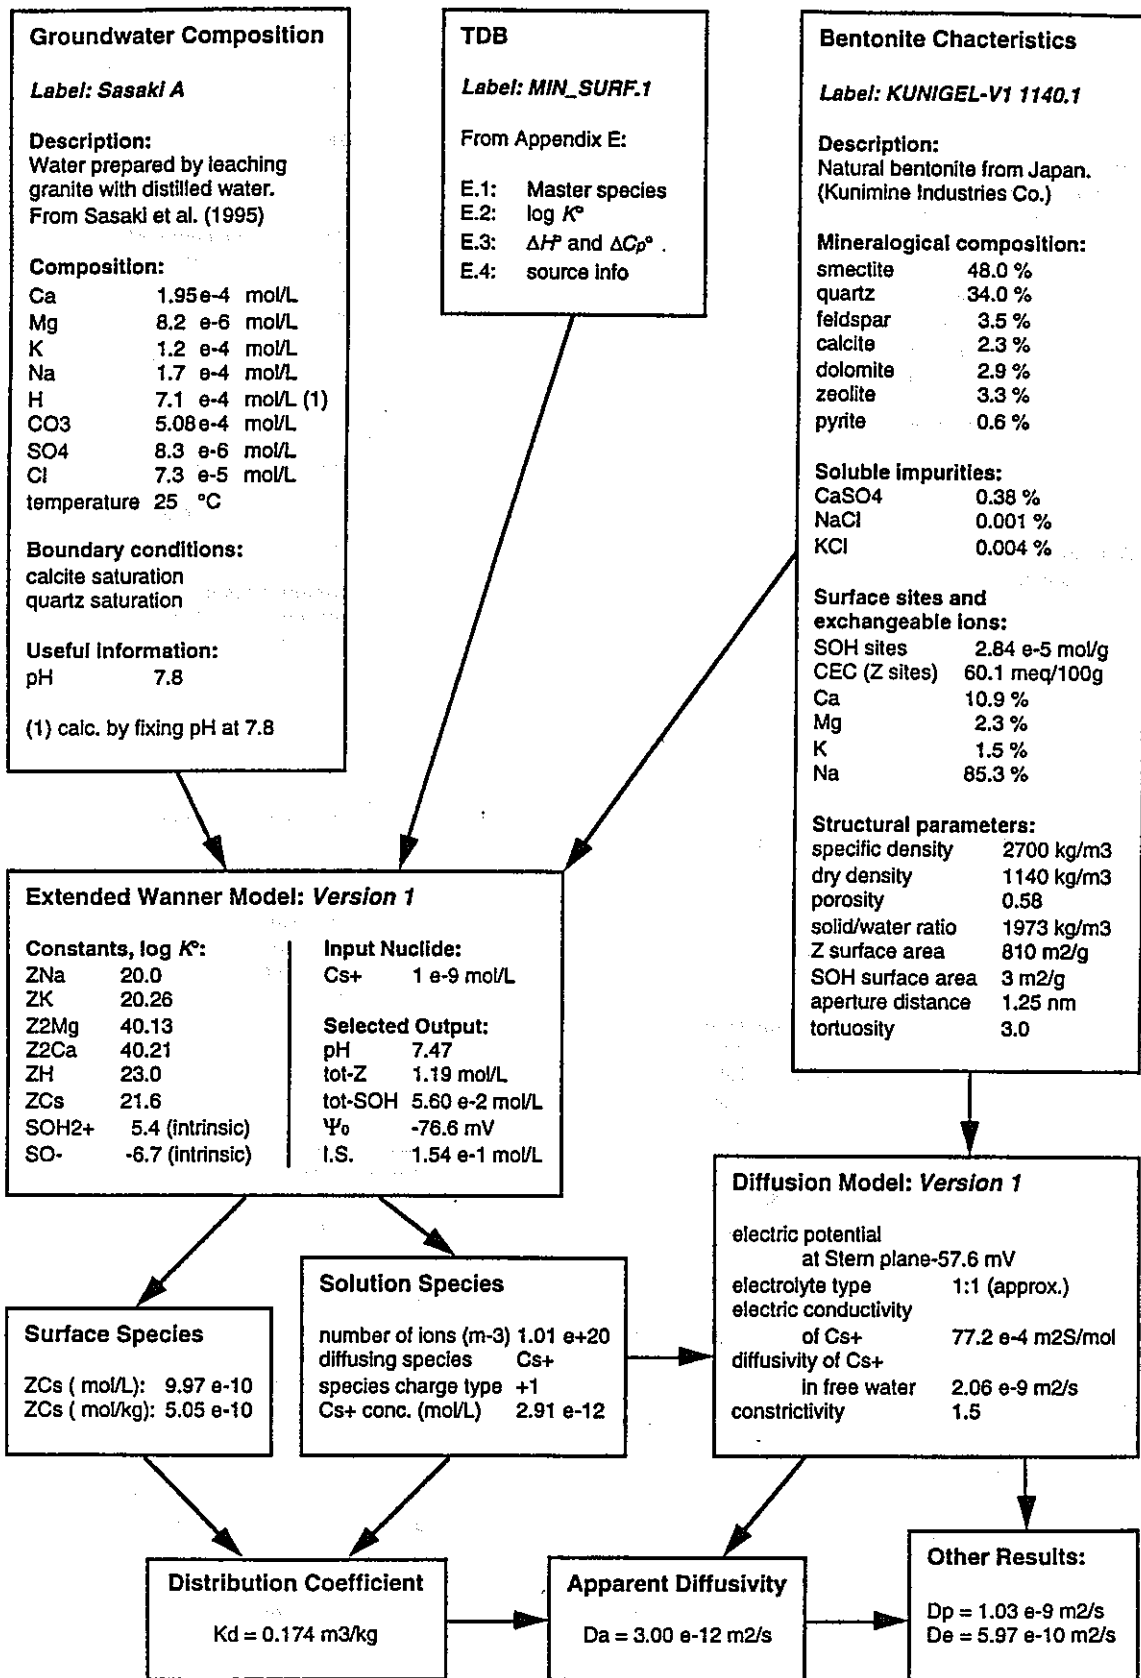 Groundwater Composition
Label: Sasaki A
Description:
Water prepared by leaching
granite with distilled water.
From Sasaki et al. (1995)
Composition:
Ca 1.95 e-4 mol/L
Mg 8.2 e-6 mol/L
K 1.2 e-4 mol/L
Na 1.7 e-4 mol/L
H 7.1 e-4 mol/L (1)
CO3 5.08 e-4 mol/L
SO4 8.3 e-6 mol/L
Cl 7.3 e-5 mol/L
temperature 25 °C
Boundary conditions:
calcite saturation
quartz saturation
Useful information:
pH 7.8
(1) calc. by fixing pH at 7.8
TDB
Label: MIN_SURF.1
From Appendix E:
E.1: Master species
E.2: log K°
E.3: ΔH° and ΔCp° .
E.4: source info
Bentonite Chacteristics
Label: KUNIGEL-V1 1140.1
Description:
Natural bentonite from Japan.
(Kunimine Industries Co.)
Mineralogical composition:
smectite 48.0 %
quartz 34.0 %
feldspar 3.5 %
calcite 2.3 %
dolomite 2.9 %
zeolite 3.3 %
pyrite 0.6 %
Soluble impurities:
CaSO4 0.38 %
NaCl 0.001 %
KCl 0.004 %
Surface sites and
exchangeable ions:
SOH sites 2.84 e-5 mol/g
CEC (Z sites) 60.1 meq/100g
Ca 10.9 %
Mg 2.3 %
K 1.5 %
Na 85.3 %
Structural parameters:
specific density 2700 kg/m3
dry density 1140 kg/m3
porosity 0.58
solid/water ratio 1973 kg/m3
Z surface area 810 m2/g
SOH surface area 3 m2/g
aperture distance 1.25 nm
tortuosity 3.0
Extended Wanner Model: Version 1
Constants, log K°:
ZNa 20.0
ZK 20.26
Z2Mg 40.13
Z2Ca 40.21
ZH 23.0
ZCs 21.6
SOH2+ 5.4 (intrinsic)
SO- -6.7 (intrinsic)
Input Nuclide:
Cs+ 1 e-9 mol/L
Selected Output:
pH 7.47
tot-Z 1.19 mol/L
tot-SOH 5.60 e-2 mol/L
Ψ0 -76.6 mV
I.S. 1.54 e-1 mol/L
Diffusion Model: Version 1
electric potential
at Stern plane-57.6 mV
electrolyte type 1:1 (approx.)
electric conductivity
of Cs+ 77.2 e-4 m2S/mol
diffusivity of Cs+
in free water 2.06 e-9 m2/s
constrictivity 1.5
Solution Species
number of ions (m-3) 1.01 e+20
diffusing species Cs+
species charge type +1
Cs+ conc. (mol/L) 2.91 e-12
Surface Species
ZCs ( mol/L): 9.97 e-10
ZCs ( mol/kg): 5.05 e-10
Distribution Coefficient
Kd = 0.174 m3/kg
Apparent Diffusivity
Da = 3.00 e-12 m2/s
Other Results:
Dp = 1.03 e-9 m2/s
De = 5.97 e-10 m2/s